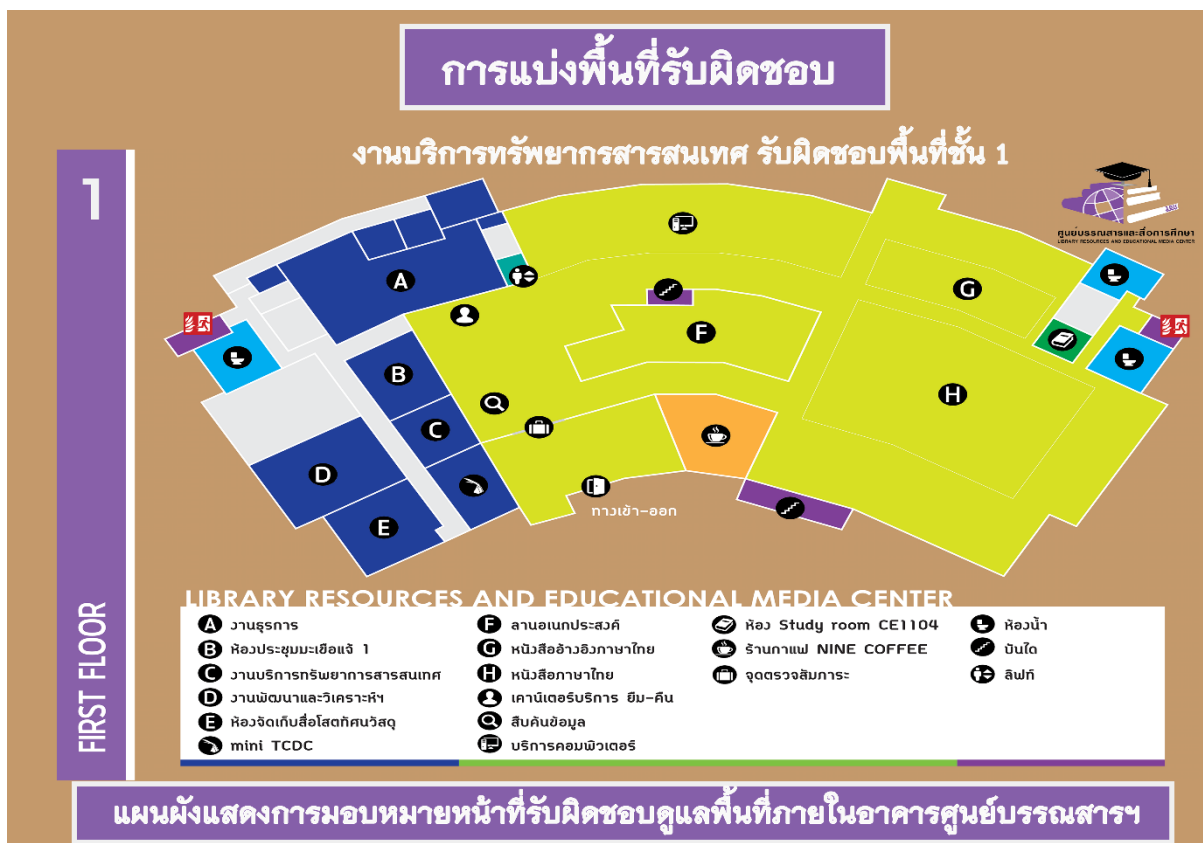 การแบ่งพื้นที่รับผิดชอบ
งานบริการทรัพยากรสารสนเทศ รับผิดชอบพื้นที่ชั้น 1
1
FIRST FLOOR
ศูนย์บรรณสารและสื่อการศึกษา
LIBRARY RESOURCES AND EDUCATIONAL MEDIA CENTER
A
B
C
D
E
F
G
H
ทางเข้า-ออก
LIBRARY RESOURCES AND EDUCATIONAL MEDIA CENTER
A งานธุรการ
B ห้องประชุมมะเขือแจ้ 1
C งานบริการทรัพยาการสารสนเทศ
D งานพัฒนาและวิเคราะห์ฯ
E ห้องจัดเก็บสื่อโสตทัศนวัสดุ
mini TCDC
F ลานอเนกประสงค์
G หนังสืออ้างอิงภาษาไทย
H หนังสือภาษาไทย
เคาน์เตอร์บริการ ยืม-คืน
สืบค้นข้อมูล
บริการคอมพิวเตอร์
ห้อง Study room CE1104
ร้านกาแฟ NINE COFFEE
จุดตรวจสัมภาระ
ห้องน้ำ
บันได
ลิฟท์
แผนผังแสดงการมอบหมายหน้าที่รับผิดชอบดูแลพื้นที่ภายในอาคารศูนย์บรรณสารฯ